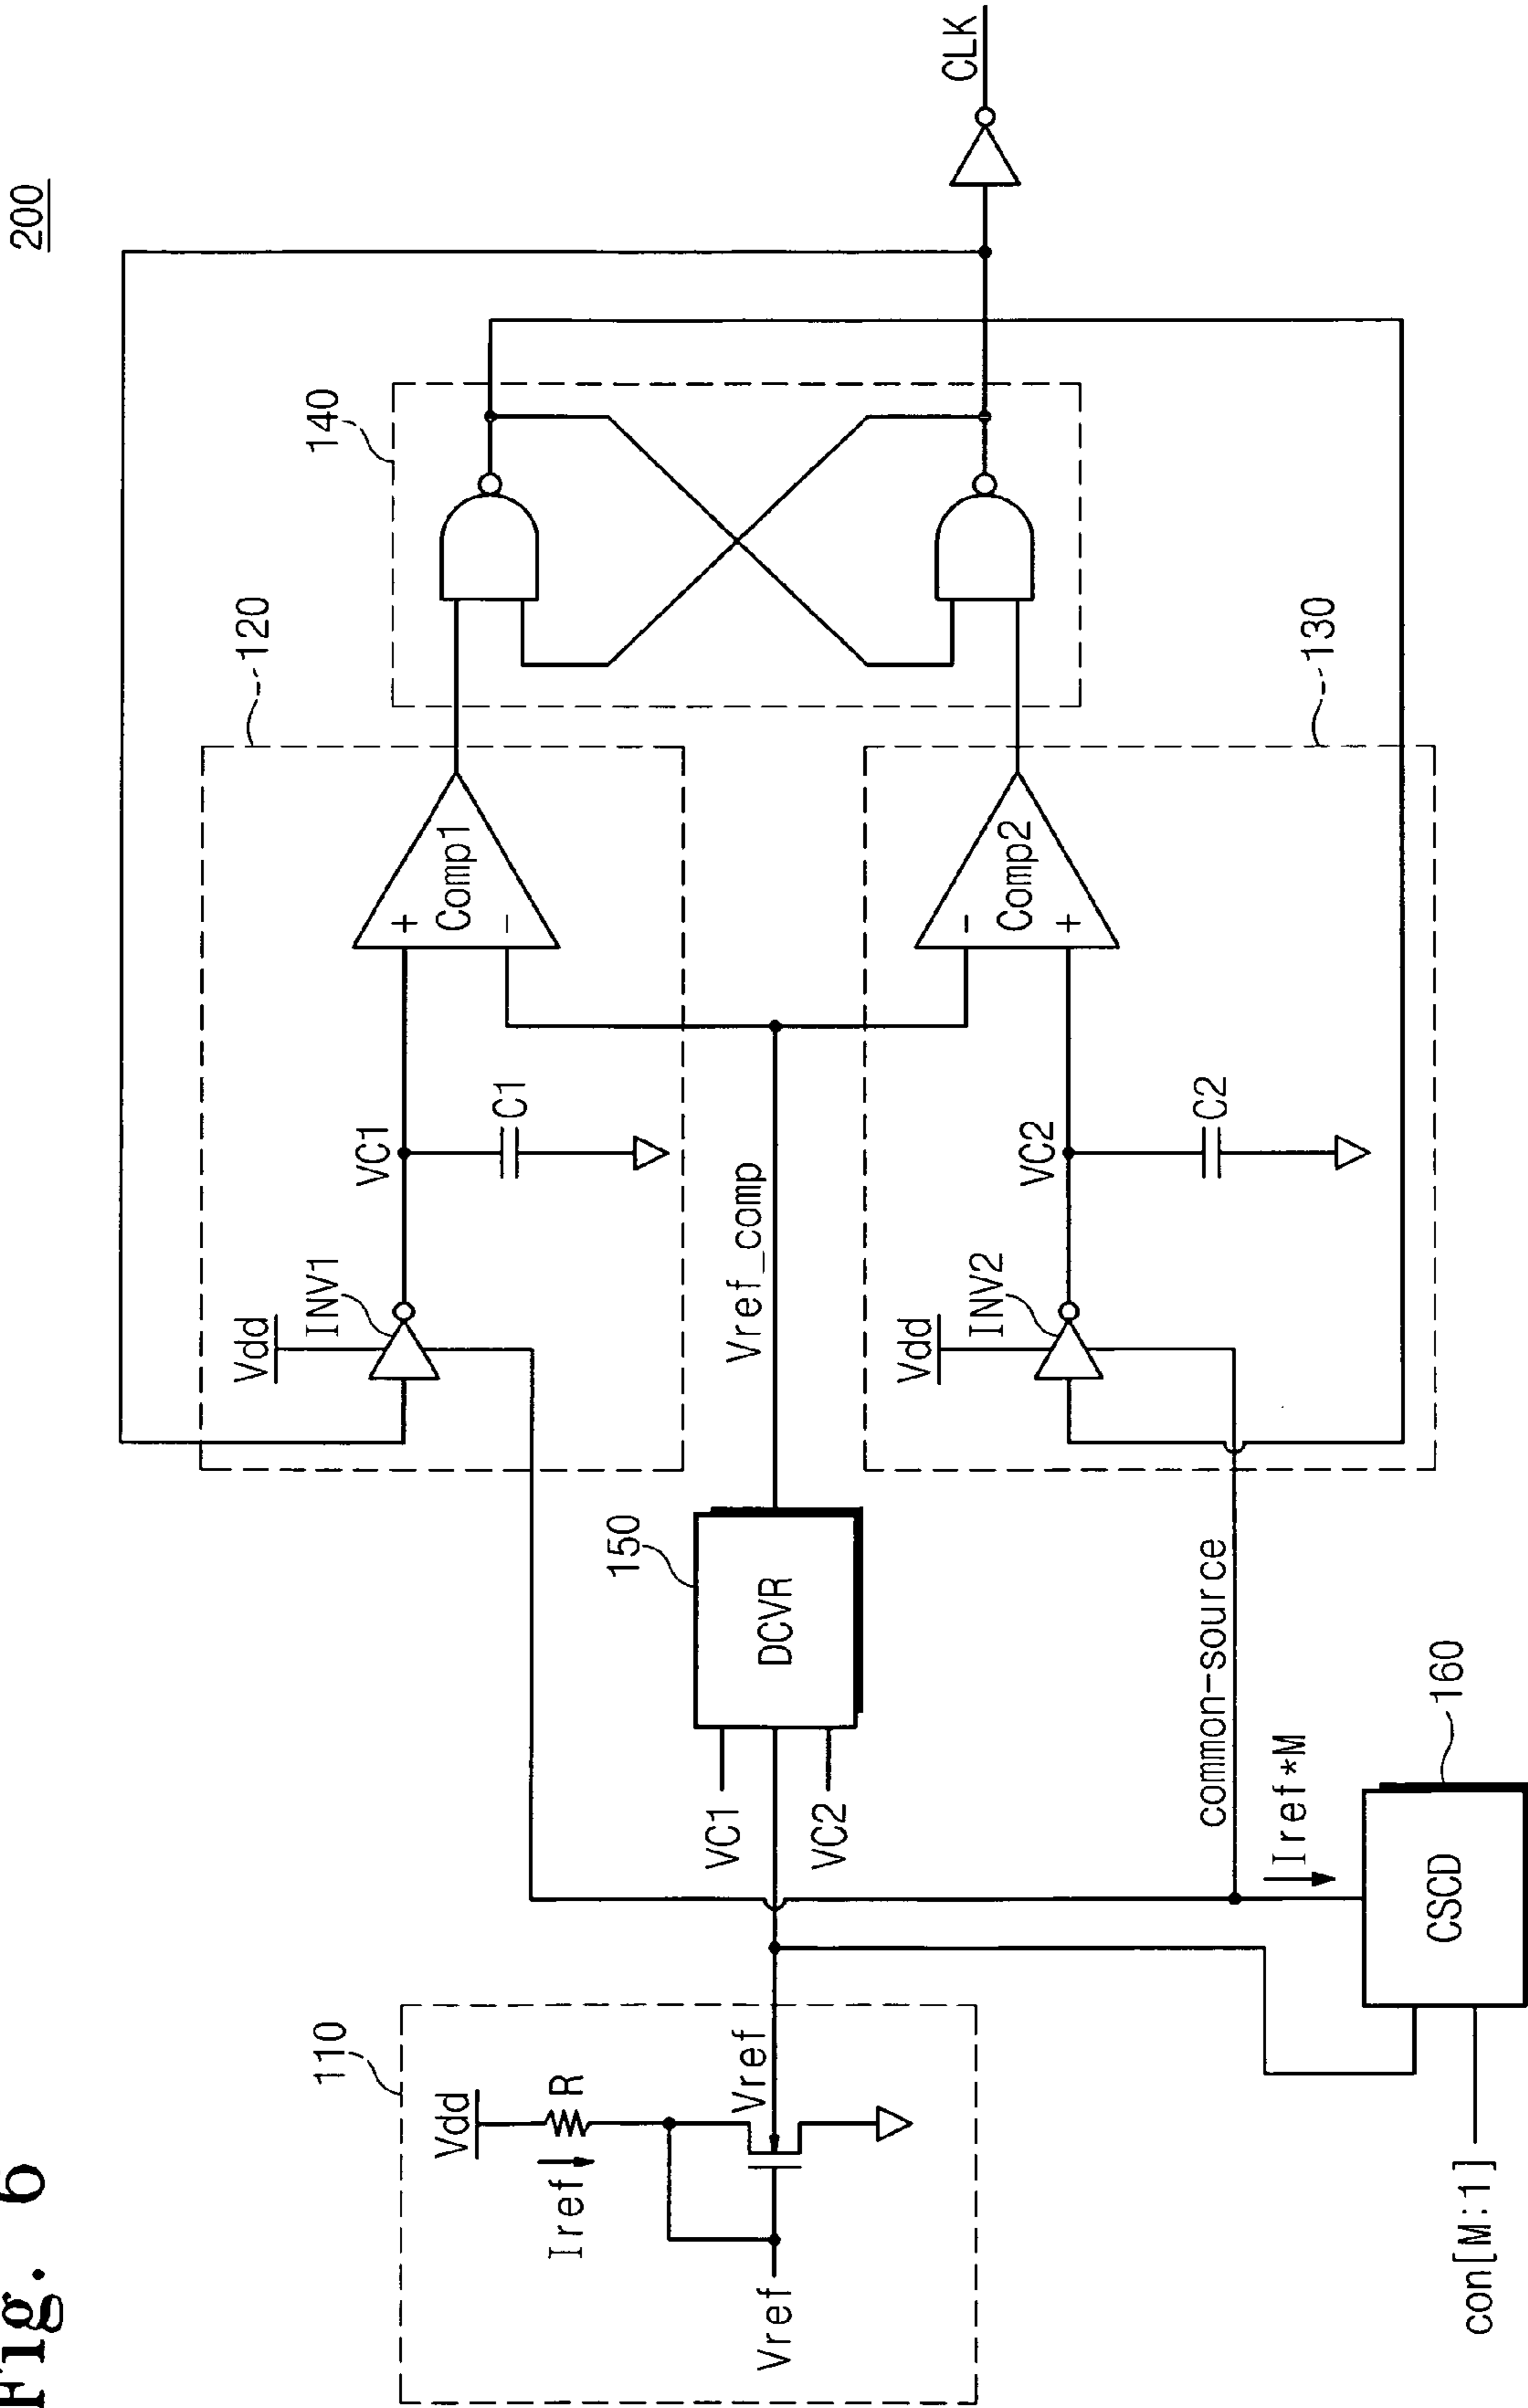 Fig. 6
200
110
Vdd
R
Iref
Vref
Vref
VC1
VC2
150
DCVR
Vref_comp
con[M:1]
CSCD
160
Iref*M
common-source
120
Vdd
INV1
VC1
C1
+
-
Comp1
130
Vdd
INV2
VC2
C2
-
+
Comp2
140
CLK